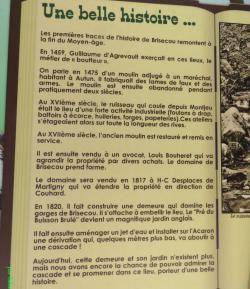 Une belle histoire ...
Les premières traces de l'histoire de Brisecou remontent à
la fin du Moyen-âge.
En 1459, Guillaume d'Agrevault exerçait en ces lieux, le
métier de « boutteur ».
On parle en 1475 d'un moulin adjugé à un maréchal,
habitant à Autun. Il fabriquait des lames de faux et des
armes. Le moulin est ensuite abandonné pendant
pratiquement deux siècles.
Au XVIème siècle, le ruisseau qui coule depuis Montjeu
était le lieu d'une forte activité industrielle (foulons à drap,
battoirs à écorce, huileries, forges, papeteries). Ces ateliers
s'étageaient alors sur toute la longueur du ravin.
Au XVIIème siècle, l'ancien moulin est restauré et remis en
service.
Il est ensuite vendu à un avocat, Louis Bouheret qui va
agrandir la propriété par divers achats. Le domaine de
Brisecou prend forme.
Le domaine sera vendu en 1817 à H-C Desplaces de
Martigny qui va étendre la propriété en direction de
Couhard.
En 1820, il fait construire une demeure qui domine les
gorges de Brisecou. Il s'attache à embellir le lieu. Le "Pré du
Buisson Brulé" devient un magnifique jardin anglais.
Il fait ensuite aménager un jet d'eau et installer sur l'Acaron
une dérivation qui, quelques mètres plus bas, va aboutir à
une cascade !
Aujourd'hui, cette demeure et son jardin n'existent plus,
mais nous avons encore la chance de pouvoir admirer la
cascade et se promener dans ce lieu, porteur d'une belle
histoire.